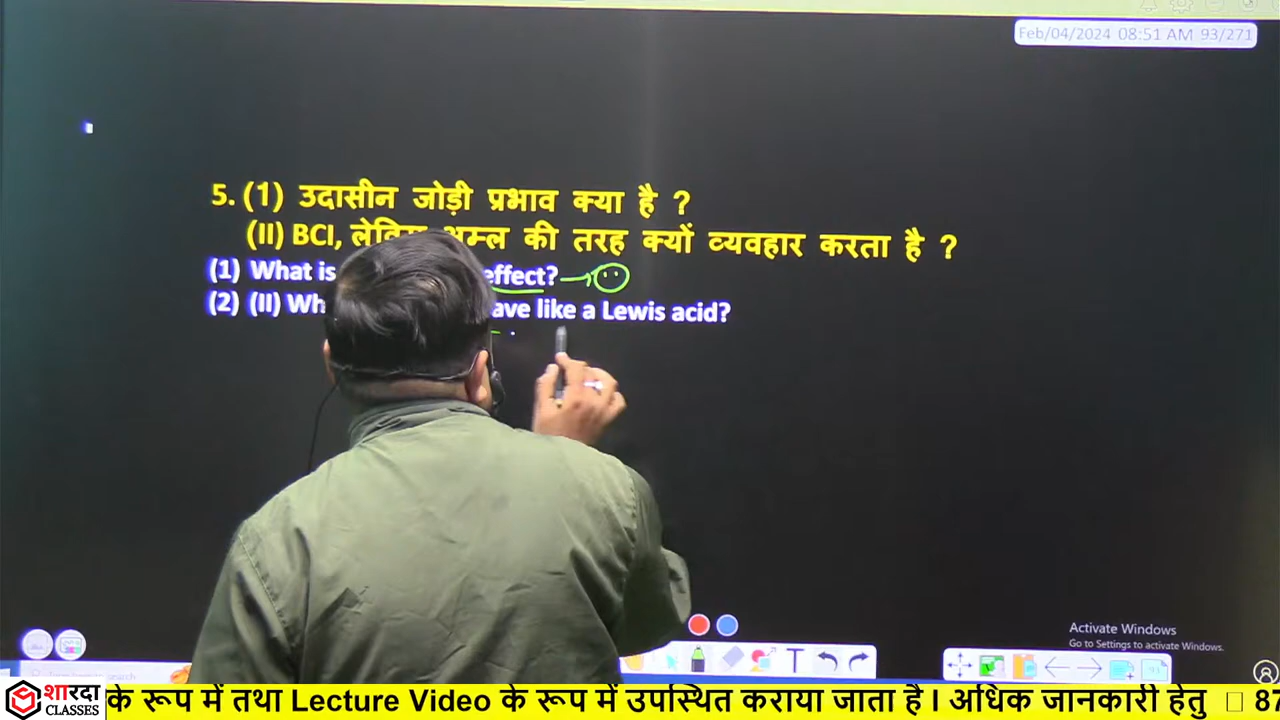 Feb/04/2024 08:51 AM 93/271
5. (1) उदासीन जोड़ी प्रभाव क्या है ?
(II) BCI, लेविस अम्ल की तरह क्यों व्यवहार करता है ?
(1) What is effect?
(2) (II) Wh ave like a Lewis acid?
Activate Windows
Go to Settings to activate Windows.
T
शारदा
CLASSES
के रूप में तथा Lecture Video के रूप में उपस्थित कराया जाता है I अधिक जानकारी हेतु 87